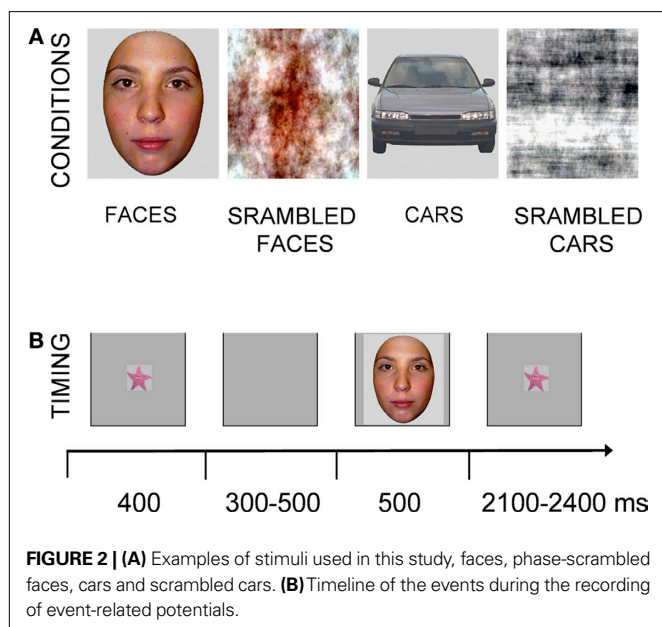 A
CONDITIONS
FACES
SRAMBLED
FACES
CARS
SRAMBLED
CARS
B
TIMING
400
300-500
500
2100-2400 ms
FIGURE 2 | (A) Examples of stimuli used in this study, faces, phase-scrambled
faces, cars and scrambled cars. (B) Timeline of the events during the recording
of event-related potentials.